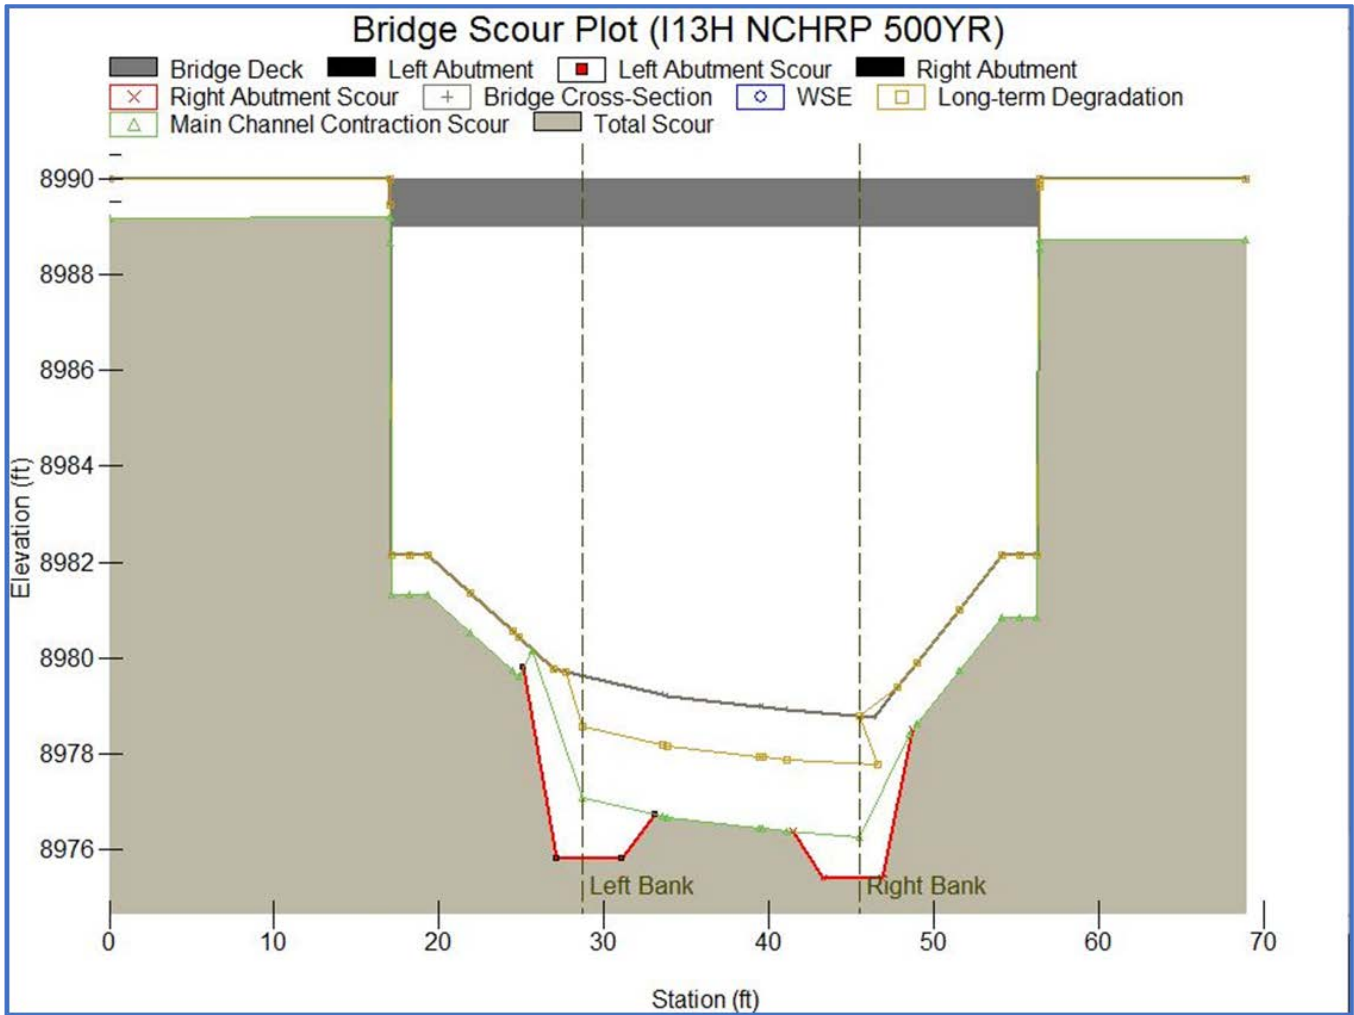 Bridge Scour Plot (I13H NCHRP 500YR)
Bridge Deck Left Abutment Left Abutment Scour Right Abutment
Right Abutment Scour Bridge Cross-Section WSE Long-term Degradation
Main Channel Contraction Scour Total Scour
8990
8988
8986
8984
8982
8980
8978
8976
Elevation (ft)
Left Bank Right Bank
0 10 20 30 40 50 60 70
Station (ft)